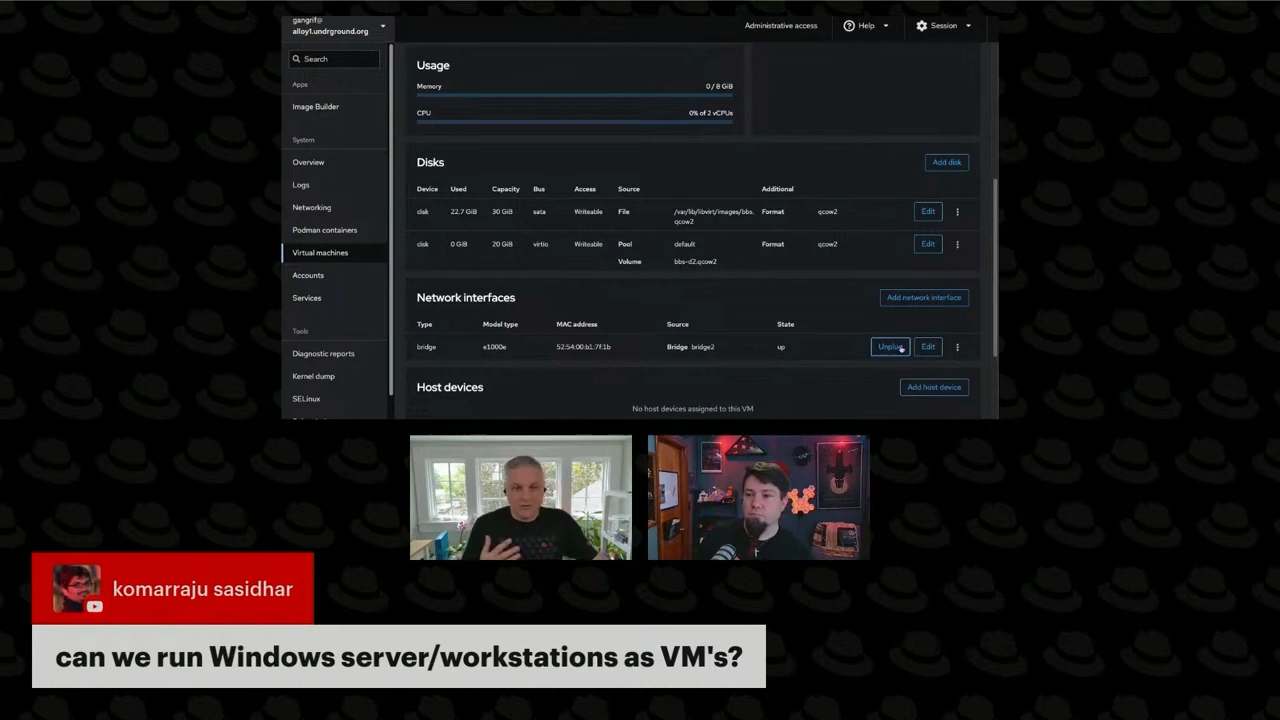 gangrif@
alloy1.undrground.org
Administrative access
Help
Session
Search
Apps
Image Builder
System
Overview
Logs
Networking
Podman containers
Virtual machines
Accounts
Services
Tools
Diagnostic reports
Kernel dump
SELinux
Usage
Memory 0 / 8 GiB
CPU 0% of 2 vCPUs
Disks
Add disk
Device Used Capacity Bus Access Source Additional
disk 22.7 GiB 30 GiB sata Writeable File /var/lib/libvirt/images/bbs. Format qcow2 Edit
qcow2
disk 0 GiB 20 GiB virtio Writeable Pool default Format qcow2 Edit
Volume bbs-d2.qcow2
Network interfaces
Add network interface
Type Model type MAC address Source State
bridge e1000e 52:54:00:b1:7f:1b Bridge bridge2 up Edit
Host devices
Add host device
No host devices assigned to this VM
komarraju sasidhar
can we run Windows server/workstations as VM's?